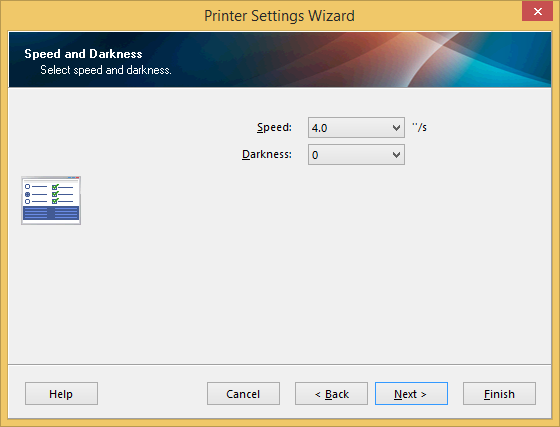 Printer Settings Wizard
Speed and Darkness
Select speed and darkness.
Speed: 4.0 "/s
Darkness: 0
Help Cancel < Back Next > Finish